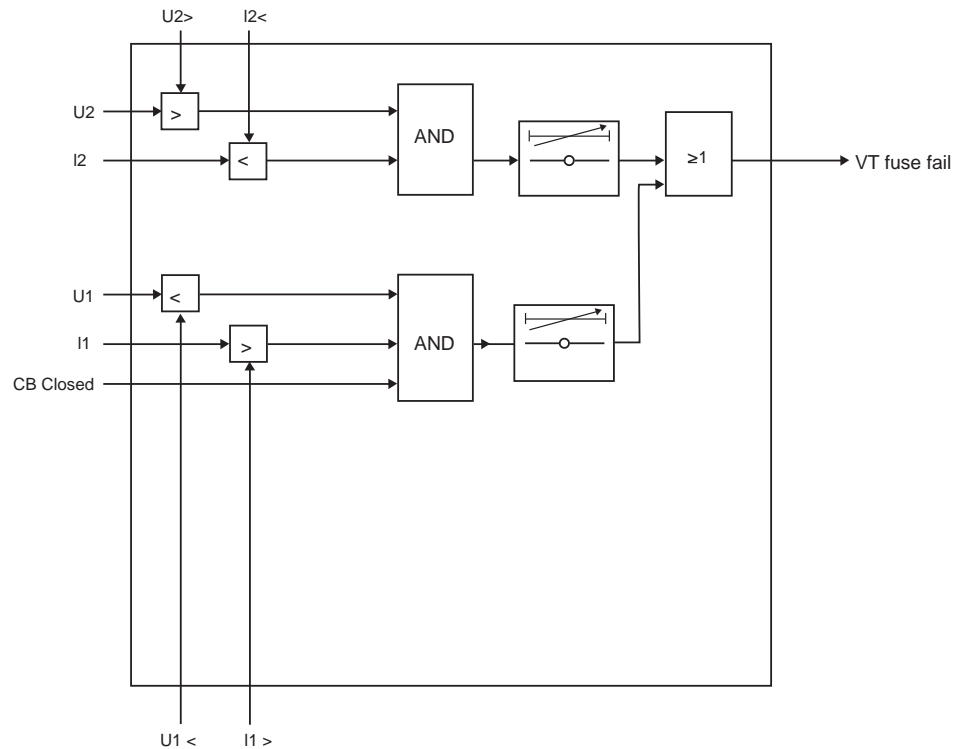 U2>
I2<
U2
>
AND
≥1
I2
<
VT fuse fail
U1
<
I1
>
AND
CB Closed
U1 <
I1 >